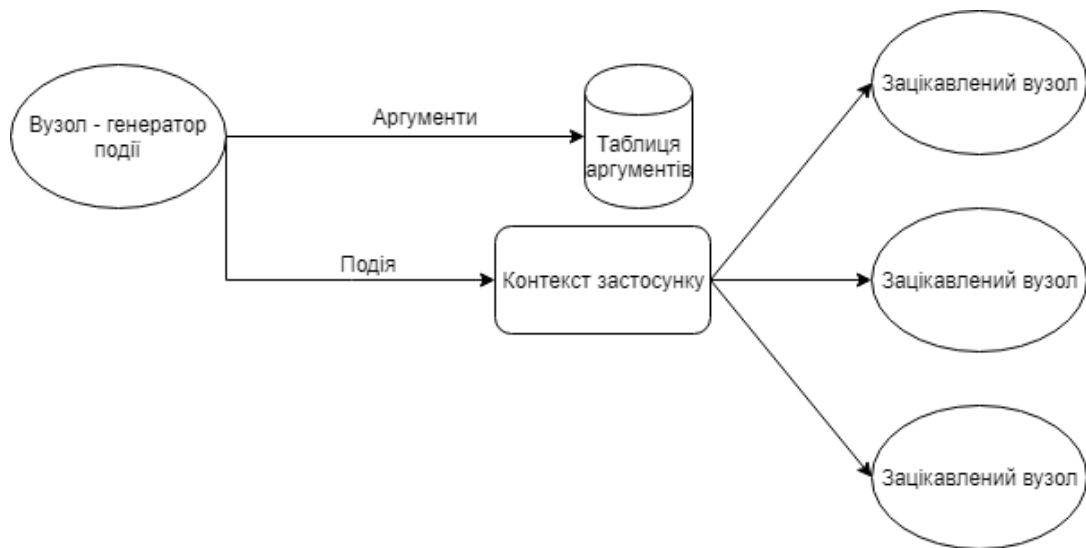 Вузол - генератор
події
Аргументи
Таблиця
аргументів
Подія
Контекст застосунку
Зацікавлений вузол
Зацікавлений вузол
Зацікавлений вузол